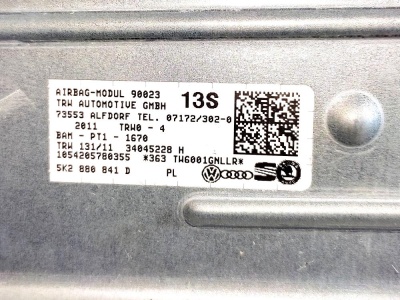 AIRBAG-MODUL 90023 13S
TRW AUTOMOTIVE GMBH
73553 ALFDORF TEL. 07172/302-0
2011 TRW0 - 4
BAM - PT1 - 1670
TRW 131/11 34045228 H
1054205780355 *363 TW6001GNLLR*
5K2 880 841 D PL